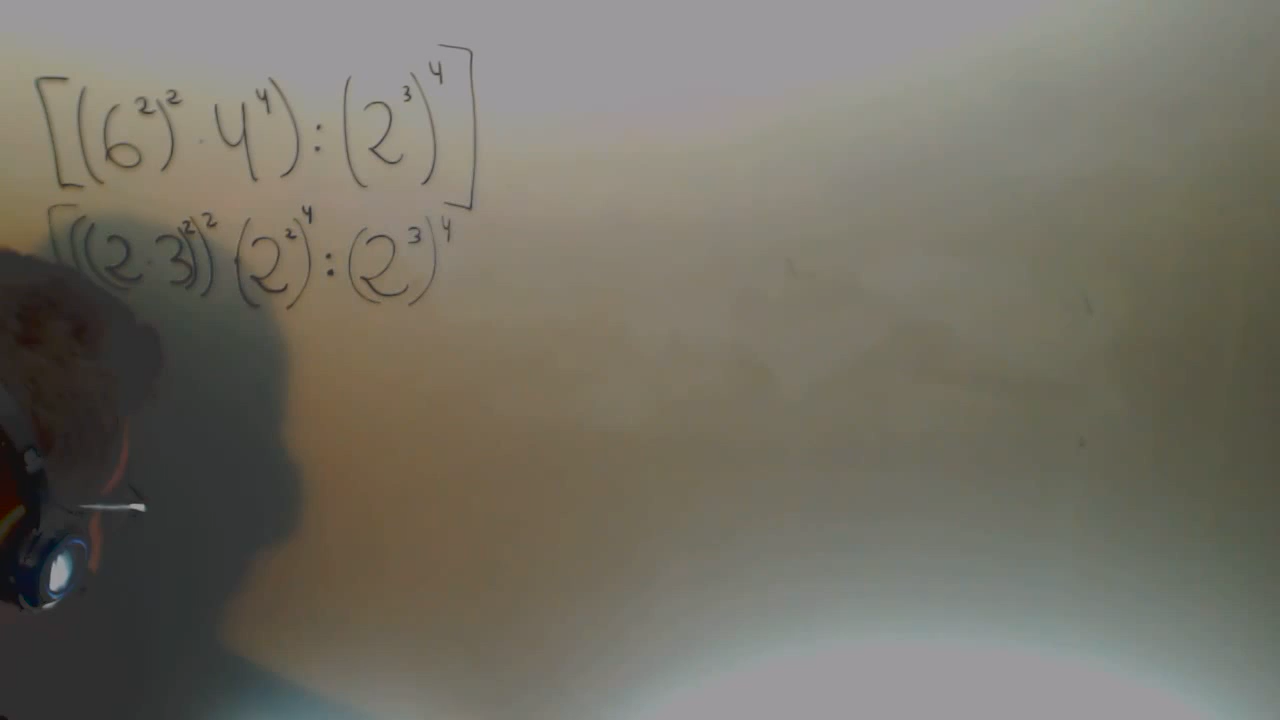 [((6²)² · 4⁴) : (2³)⁴]
[((2 · 3)²)² (2²)⁴ : (2³)⁴